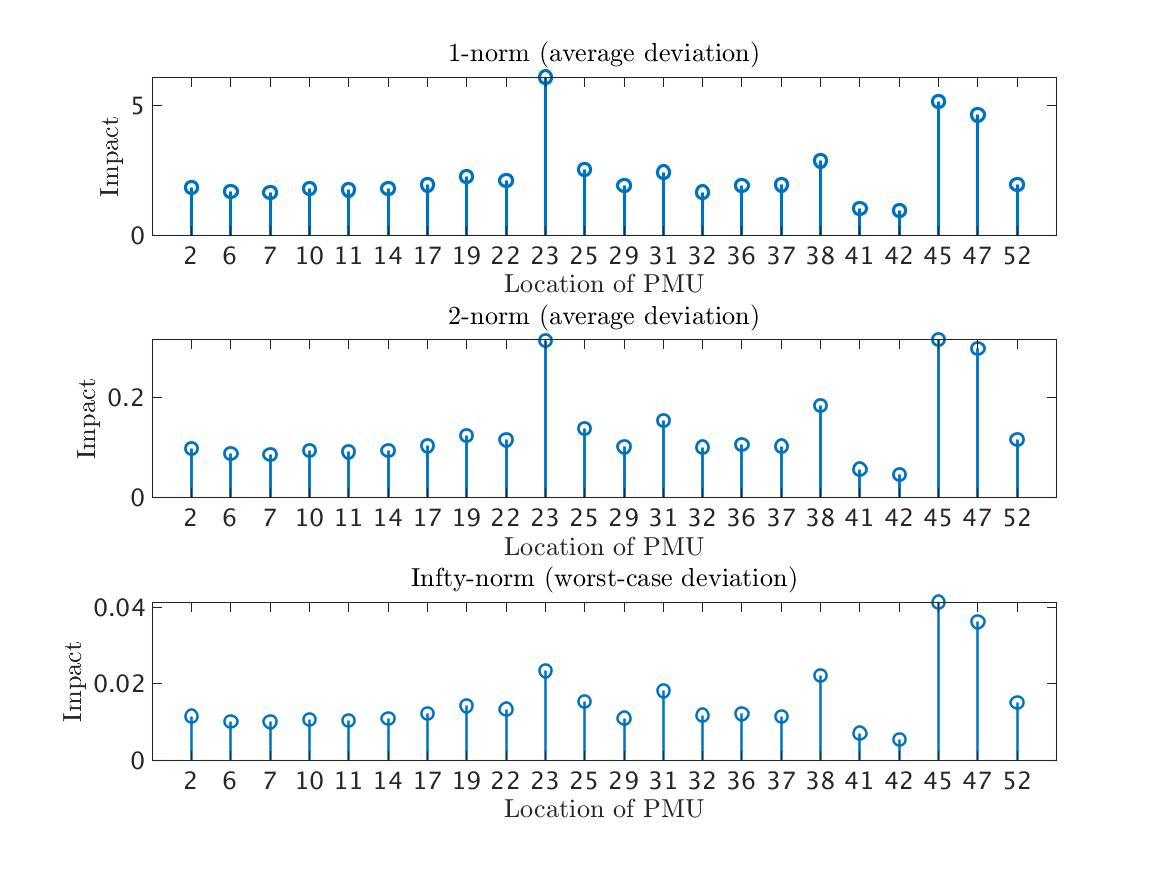 1-norm (average deviation)
5
0
Impact
2 6 7 10 11 14 17 19 22 23 25 29 31 32 36 37 38 41 42 45 47 52
Location of PMU
2-norm (average deviation)
0.2
0
Impact
2 6 7 10 11 14 17 19 22 23 25 29 31 32 36 37 38 41 42 45 47 52
Location of PMU
Infty-norm (worst-case deviation)
0.04
0.02
0
Impact
2 6 7 10 11 14 17 19 22 23 25 29 31 32 36 37 38 41 42 45 47 52
Location of PMU